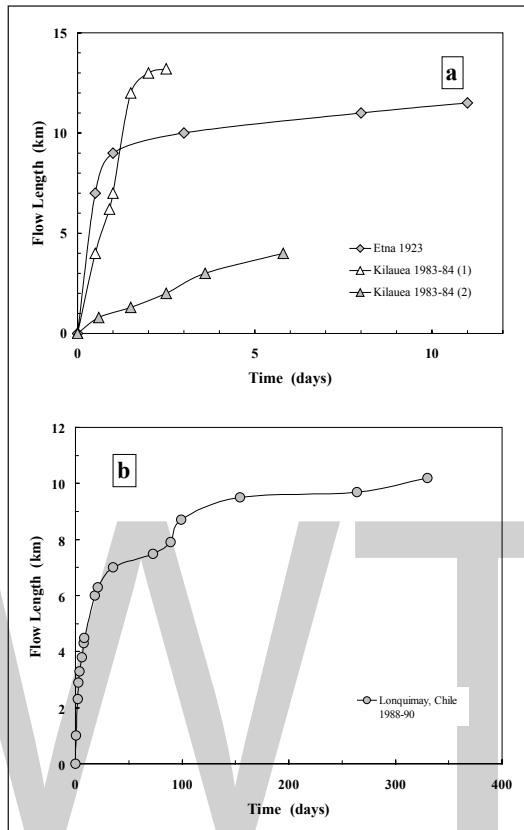 15
a
10
Flow Length (km)
5
Etna 1923
Kilauea 1983-84 (1)
Kilauea 1983-84 (2)
0
0 5 10
Time (days)
12
b
10
8
Flow Length (km)
6
4
Lonquimay, Chile
1988-90
2
0
0 100 200 300 400
Time (days)
WT